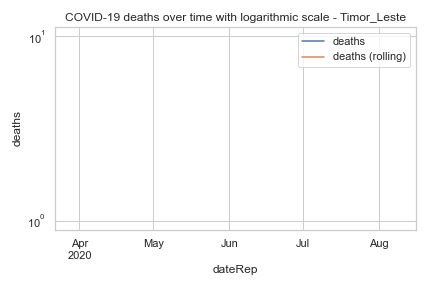 COVID-19 deaths over time with logarithmic scale - Timor_Leste
10¹
deaths
deaths (rolling)
deaths
10⁰
Apr May Jun Jul Aug
2020
dateRep